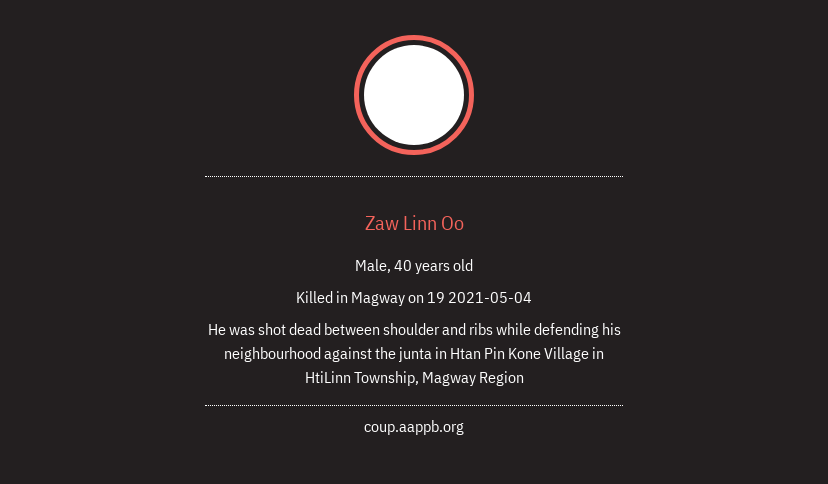 Zaw Linn Oo
Male, 40 years old
Killed in Magway on 19 2021-05-04
He was shot dead between shoulder and ribs while defending his
neighbourhood against the junta in Htan Pin Kone Village in
HtiLinn Township, Magway Region
coup.aappb.org